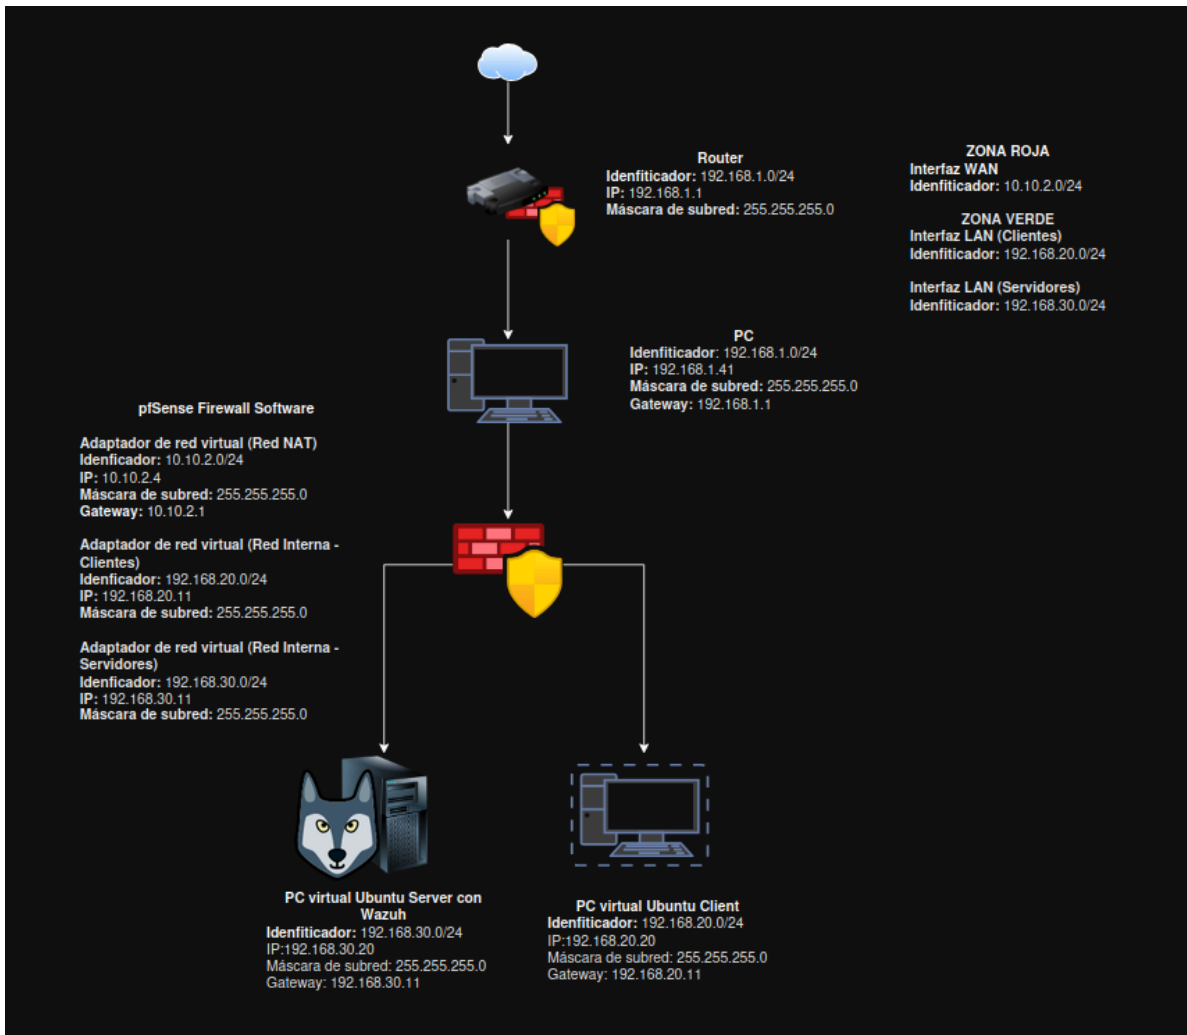 Router
Idenfiticador: 192.168.1.0/24
IP: 192.168.1.1
Máscara de subred: 255.255.255.0
ZONA ROJA
Interfaz WAN
Idenfiticador: 10.10.2.0/24
ZONA VERDE
Interfaz LAN (Clientes)
Idenfiticador: 192.168.20.0/24
Interfaz LAN (Servidores)
Idenfiticador: 192.168.30.0/24
PC
Idenfiticador: 192.168.1.0/24
IP: 192.168.1.41
Máscara de subred: 255.255.255.0
Gateway: 192.168.1.1
pfSense Firewall Software
Adaptador de red virtual (Red NAT)
Idenficador: 10.10.2.0/24
IP: 10.10.2.4
Máscara de subred: 255.255.255.0
Gateway: 10.10.2.1
Adaptador de red virtual (Red Interna -
Clientes)
Idenficador: 192.168.20.0/24
IP: 192.168.20.11
Máscara de subred: 255.255.255.0
Adaptador de red virtual (Red Interna -
Servidores)
Idenficador: 192.168.30.0/24
IP: 192.168.30.11
Máscara de subred: 255.255.255.0
PC virtual Ubuntu Server con
Wazuh
Idenfiticador: 192.168.30.0/24
IP:192.168.30.20
Máscara de subred: 255.255.255.0
Gateway: 192.168.30.11
PC virtual Ubuntu Client
Idenfiticador: 192.168.20.0/24
IP:192.168.20.20
Máscara de subred: 255.255.255.0
Gateway: 192.168.20.11